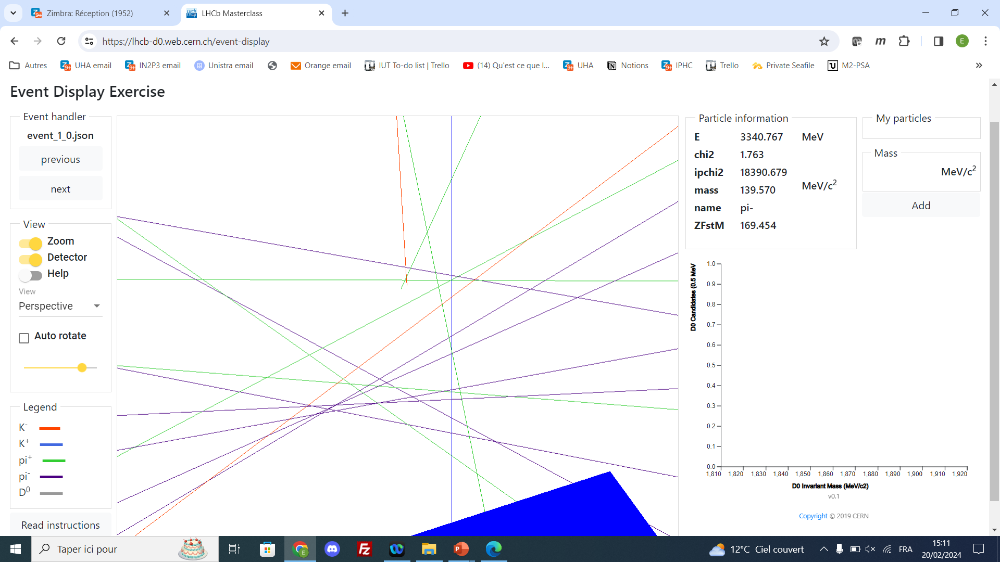 Zimbra: Réception (1952)
LHCb Masterclass
https://lhcb-d0.web.cern.ch/event-display
E
Autres
UHA email
IN2P3 email
Unistra email
Orange email
IUT To-do list | Trello
(14) Qu'est ce que l...
UHA
Notions
IPHC
Trello
Private Seafile
M2-PSA
Event Display Exercise
Event handler
event_1_0.json
previous
next
View
Zoom
Detector
Help
View
Perspective
Auto rotate
Legend
K-
K+
pi+
pi-
D0
Read instructions
Particle information
E 3340.767 MeV
chi2 1.763
ipchi2 18390.679
mass 139.570 MeV/c2
name pi-
ZFstM 169.454
My particles
Mass
MeV/c2
Add
D0 Candidates (0.5 MeV
1.0
0.9
0.8
0.7
0.6
0.5
0.4
0.3
0.2
0.1
0.0
1,810 1,820 1,830 1,840 1,850 1,860 1,870 1,880 1,890 1,900 1,910 1,920
D0 Invariant Mass (MeV/c2)
v0.1
Copyright © 2019 CERN
Taper ici pour
12°C Ciel couvert
FRA
15:11
20/02/2024